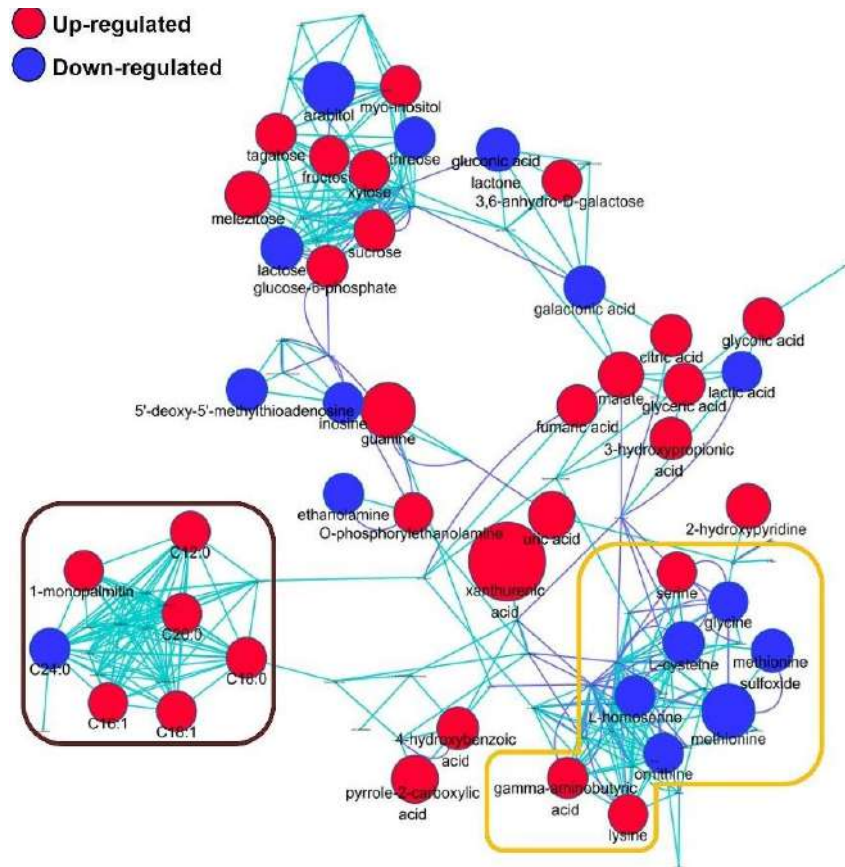 Up-regulated
Down-regulated
arabitol
myo-inositol
tagatose
threose
fructose
xylose
gluconic acid
lactone
3,6-anhydro-D-galactose
melezitose
sucrose
lactose
glucose-6-phosphate
galactonic acid
glycolic acid
citric acid
malate
lactic acid
glyceric acid
5'-deoxy-5'-methylthioadenosine
inosine
guanine
fumaric acid
3-hydroxypropionic
acid
ethanolamine
O-phosphorylethanolamine
uric acid
2-hydroxypyridine
xanthurenic
acid
C12:0
1-monopalmitin
C20:0
C24:0
C18:0
C16:1
C18:1
serine
glycine
L-cysteine
methionine
sulfoxide
L-homoserine
methionine
ornithine
4-hydroxybenzoic
acid
pyrrole-2-carboxylic
acid
gamma-aminobutyric
acid
lysine